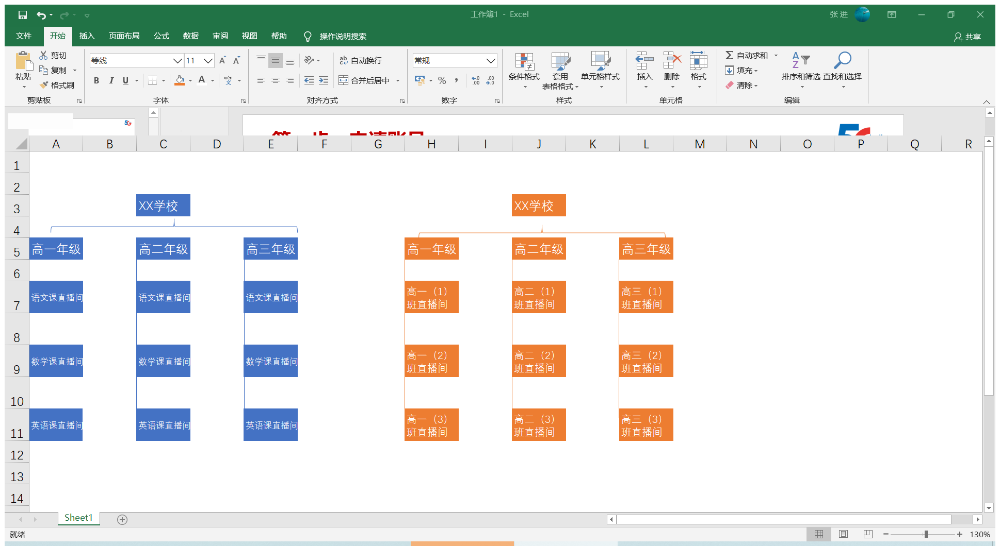 工作簿1 - Excel
张 进
文件 开始 插入 页面布局 公式 数据 审阅 视图 帮助 操作说明搜索 共享
粘贴
剪切
复制
格式刷
剪贴板
等线 11
B I U A wén 文
字体
自动换行
合并后居中
对齐方式
常规
%
数字
条件格式
套用
表格格式
单元格样式
样式
插入 删除 格式
单元格
自动求和
填充
清除
排序和筛选 查找和选择
编辑
5G
A B C D E F G H I J K L M N O P Q R
1
2
3 XX学校 XX学校
4
5 高一年级 高二年级 高三年级 高一年级 高二年级 高三年级
6
7 语文课直播间 语文课直播间 语文课直播间 高一（1）班直播间 高二（1）班直播间 高三（1）班直播间
8
9 数学课直播间 数学课直播间 数学课直播间 高一（2）班直播间 高二（2）班直播间 高三（2）班直播间
10
11 英语课直播间 英语课直播间 英语课直播间 高一（3）班直播间 高二（3）班直播间 高三（3）班直播间
12
13
14
Sheet1
就绪
130%